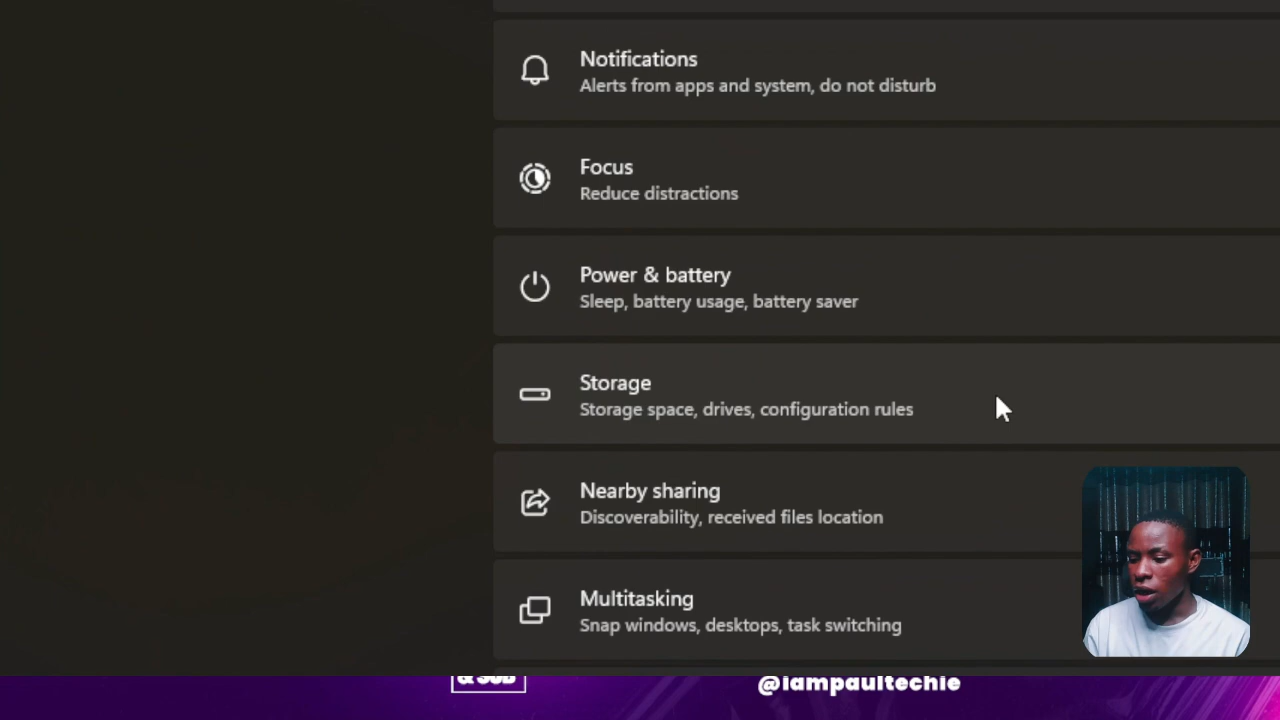 Notifications
Alerts from apps and system, do not disturb
Focus
Reduce distractions
Power & battery
Sleep, battery usage, battery saver
Storage
Storage space, drives, configuration rules
Nearby sharing
Discoverability, received files location
Multitasking
Snap windows, desktops, task switching
& SUB
@iampaultechie